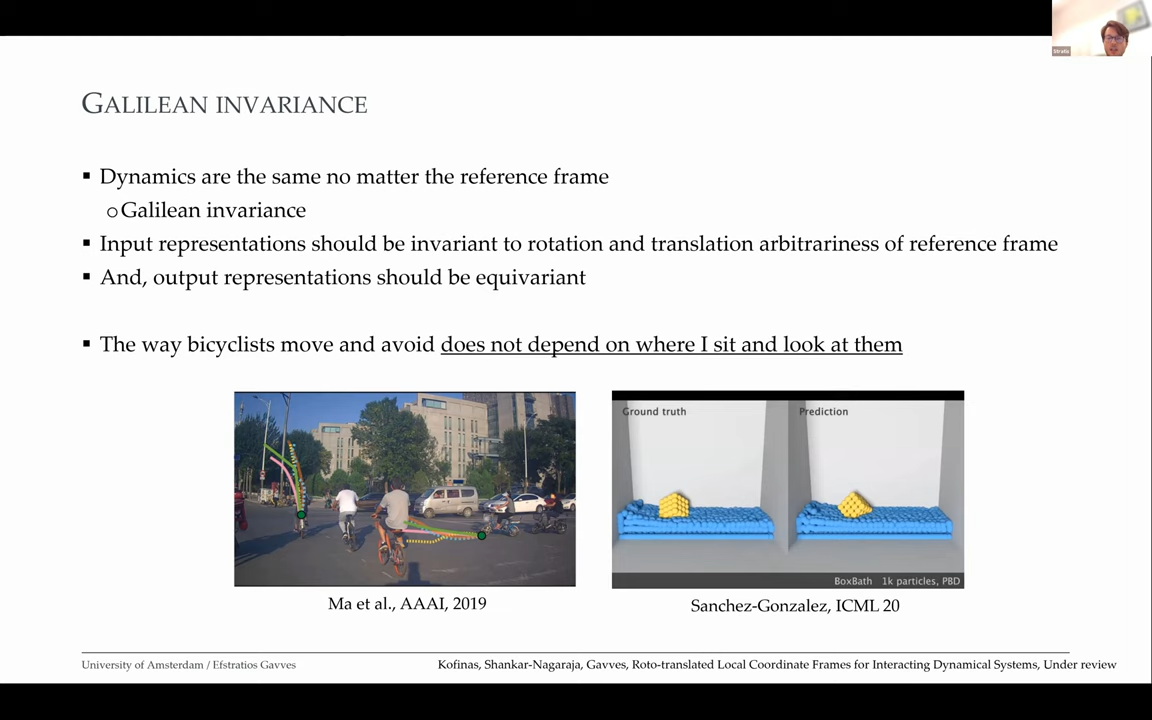 GALILEAN INVARIANCE
▪ Dynamics are the same no matter the reference frame
o Galilean invariance
▪ Input representations should be invariant to rotation and translation arbitrariness of reference frame
▪ And, output representations should be equivariant
▪ The way bicyclists move and avoid does not depend on where I sit and look at them
Ground truth
Prediction
BoxBath 1k particles, PBD
Ma et al., AAAI, 2019
Sanchez-Gonzalez, ICML 20
University of Amsterdam / Efstratios Gavves
Kofinas, Shankar-Nagaraja, Gavves, Roto-translated Local Coordinate Frames for Interacting Dynamical Systems, Under review